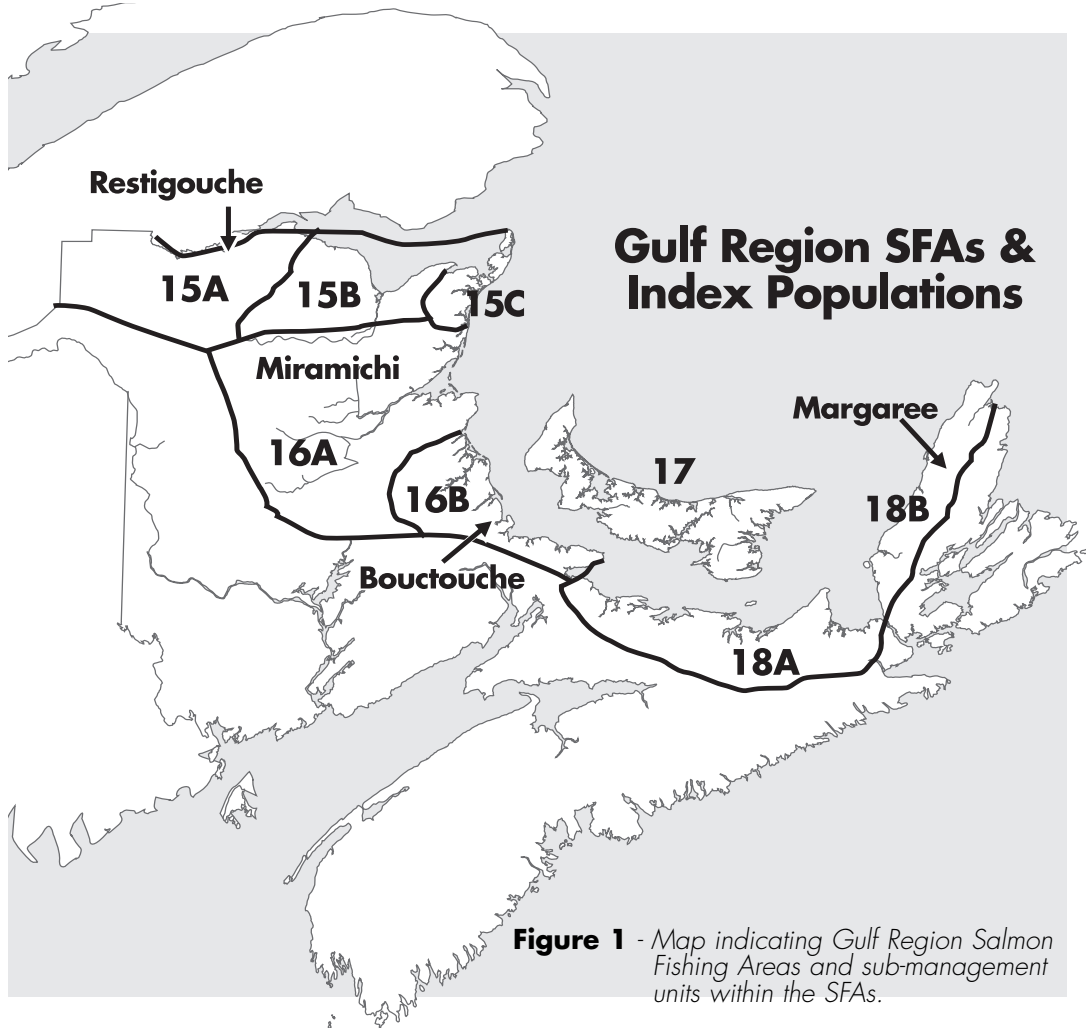 Restigouche
Gulf Region SFAs &
Index Populations
15A
15B
15C
Miramichi
Margaree
16A
17
16B
18B
Bouctouche
18A
Figure 1 - Map indicating Gulf Region Salmon
Fishing Areas and sub-management
units within the SFAs.